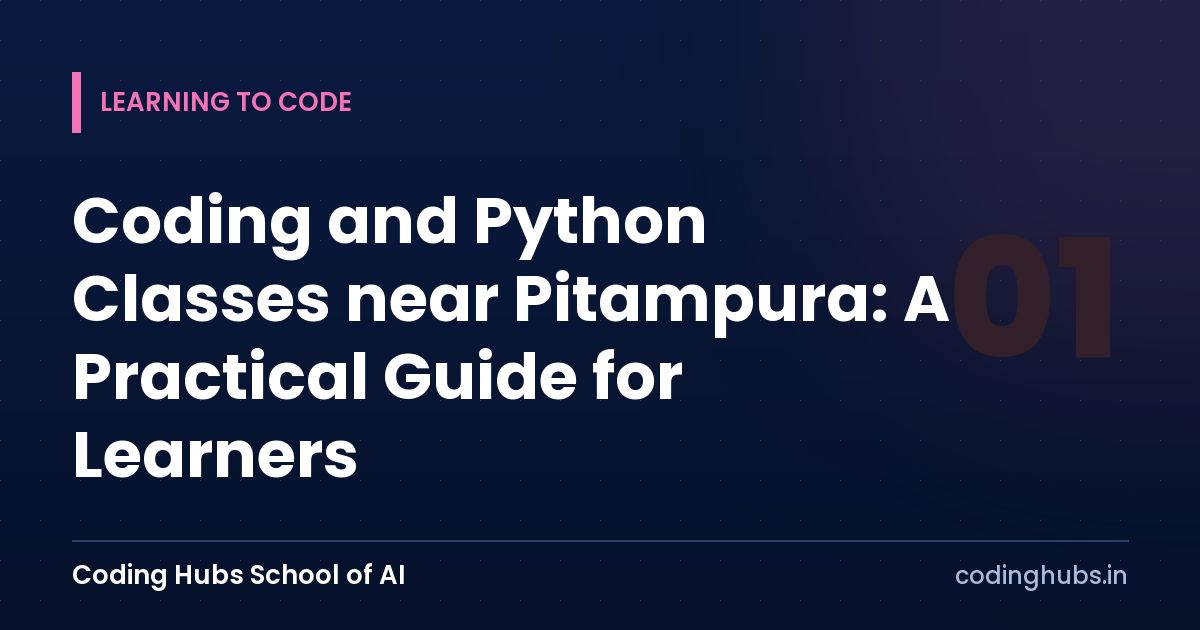 LEARNING TO CODE
Coding and Python
Classes near Pitampura: A
01
Practical Guide for
Learners
Coding Hubs School of AI
codinghubs.in